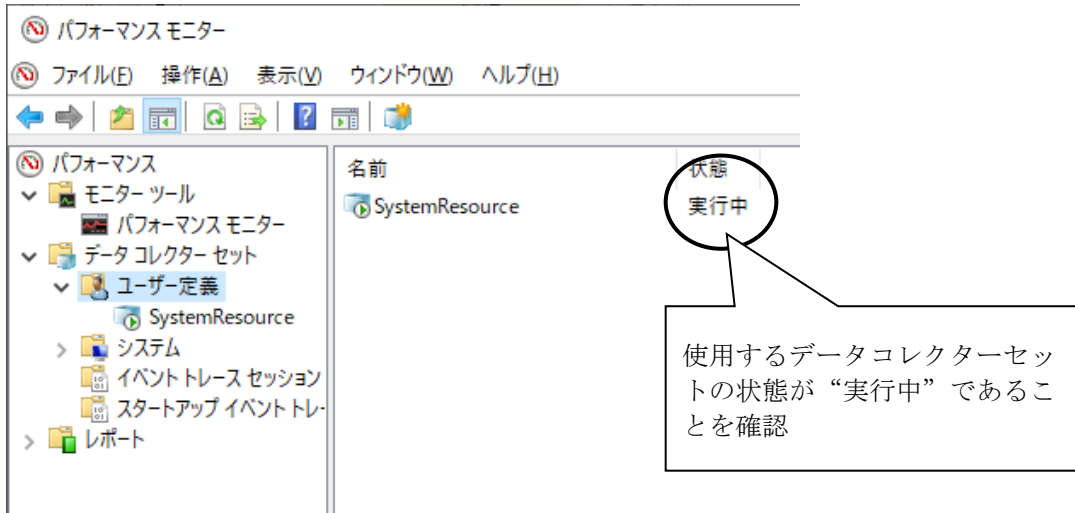 パフォーマンス モニター
ファイル(F) 操作(A) 表示(V) ウィンドウ(W) ヘルプ(H)
パフォーマンス
モニター ツール
パフォーマンス モニター
データ コレクター セット
ユーザー定義
SystemResource
システム
イベント トレース セッション
スタートアップ イベント トレ
レポート
名前 状態
SystemResource 実行中
使用するデータコレクターセッ
トの状態が“実行中”であるこ
とを確認